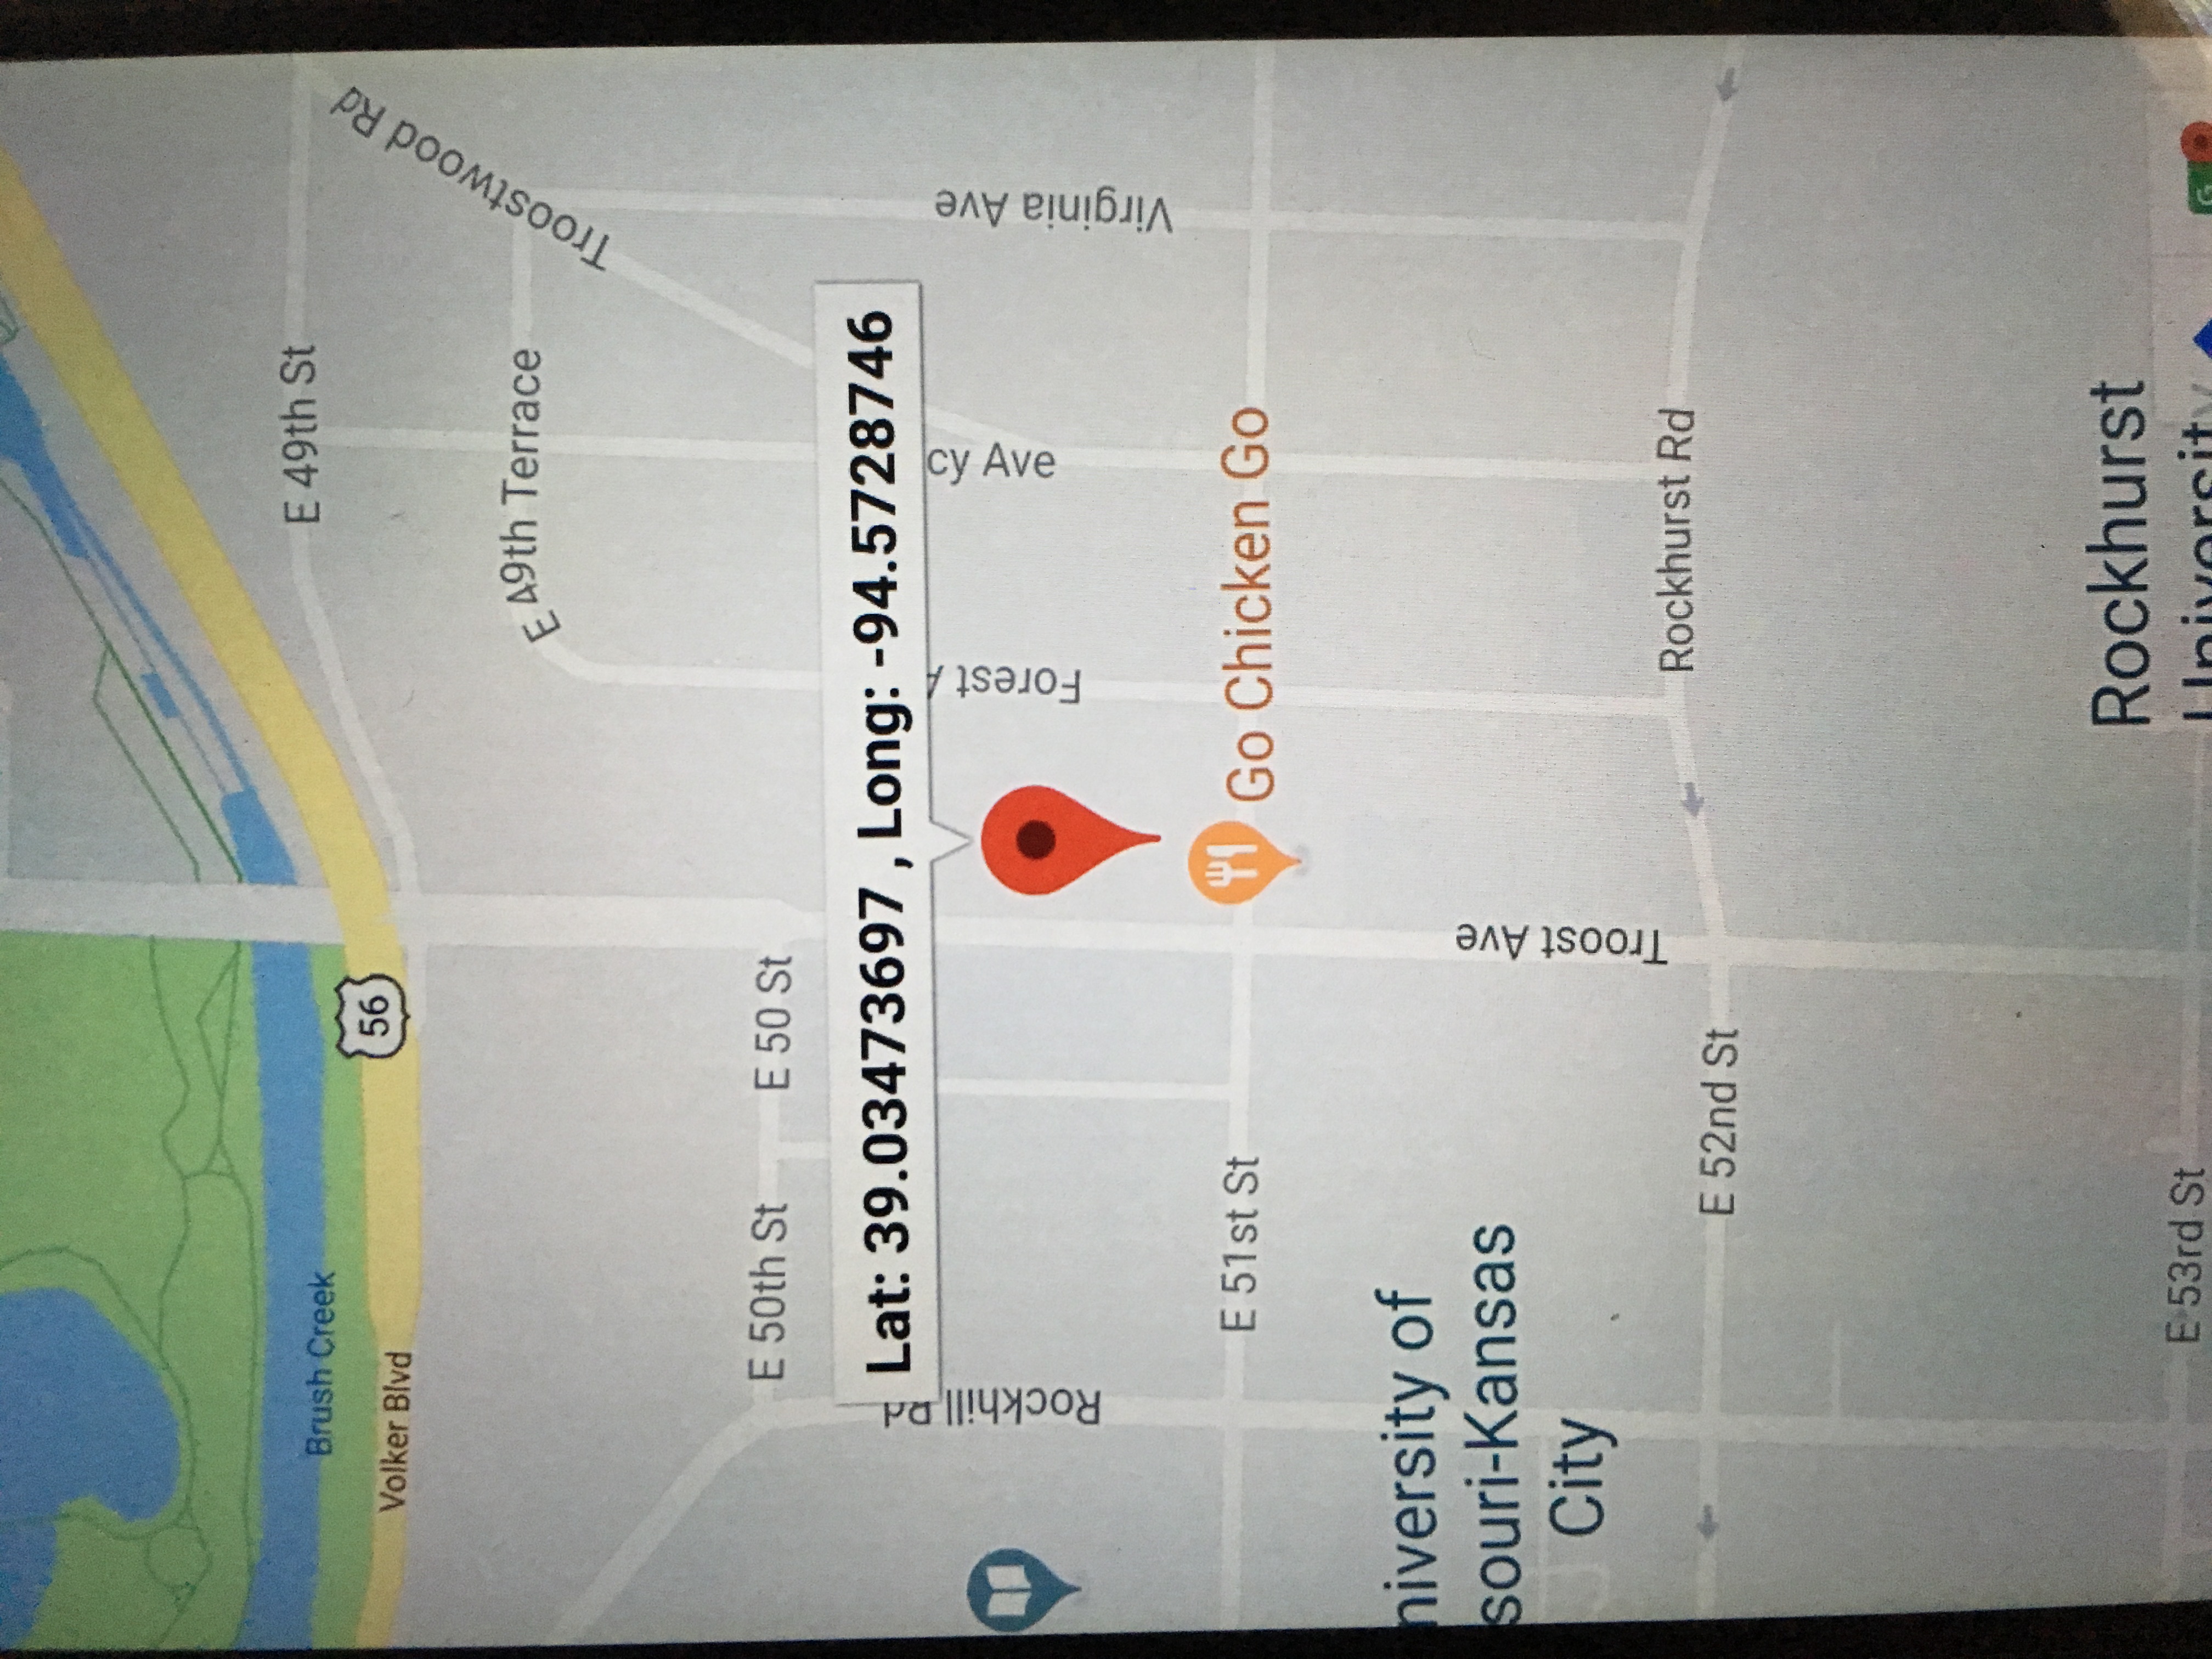 Brush Creek
Volker Blvd
56
E 49th St
Troostwood Rd
E 49th Terrace
E 50th St
E 50 St
Lat: 39.03473697 , Long: -94.5728746
Rockhill Rd
Forest A
cy Ave
Virginia Ave
E 51st St
Go Chicken Go
niversity of
souri-Kansas
City
Troost Ave
Rockhurst Rd
E 52nd St
Rockhurst
University
E 53rd St
G